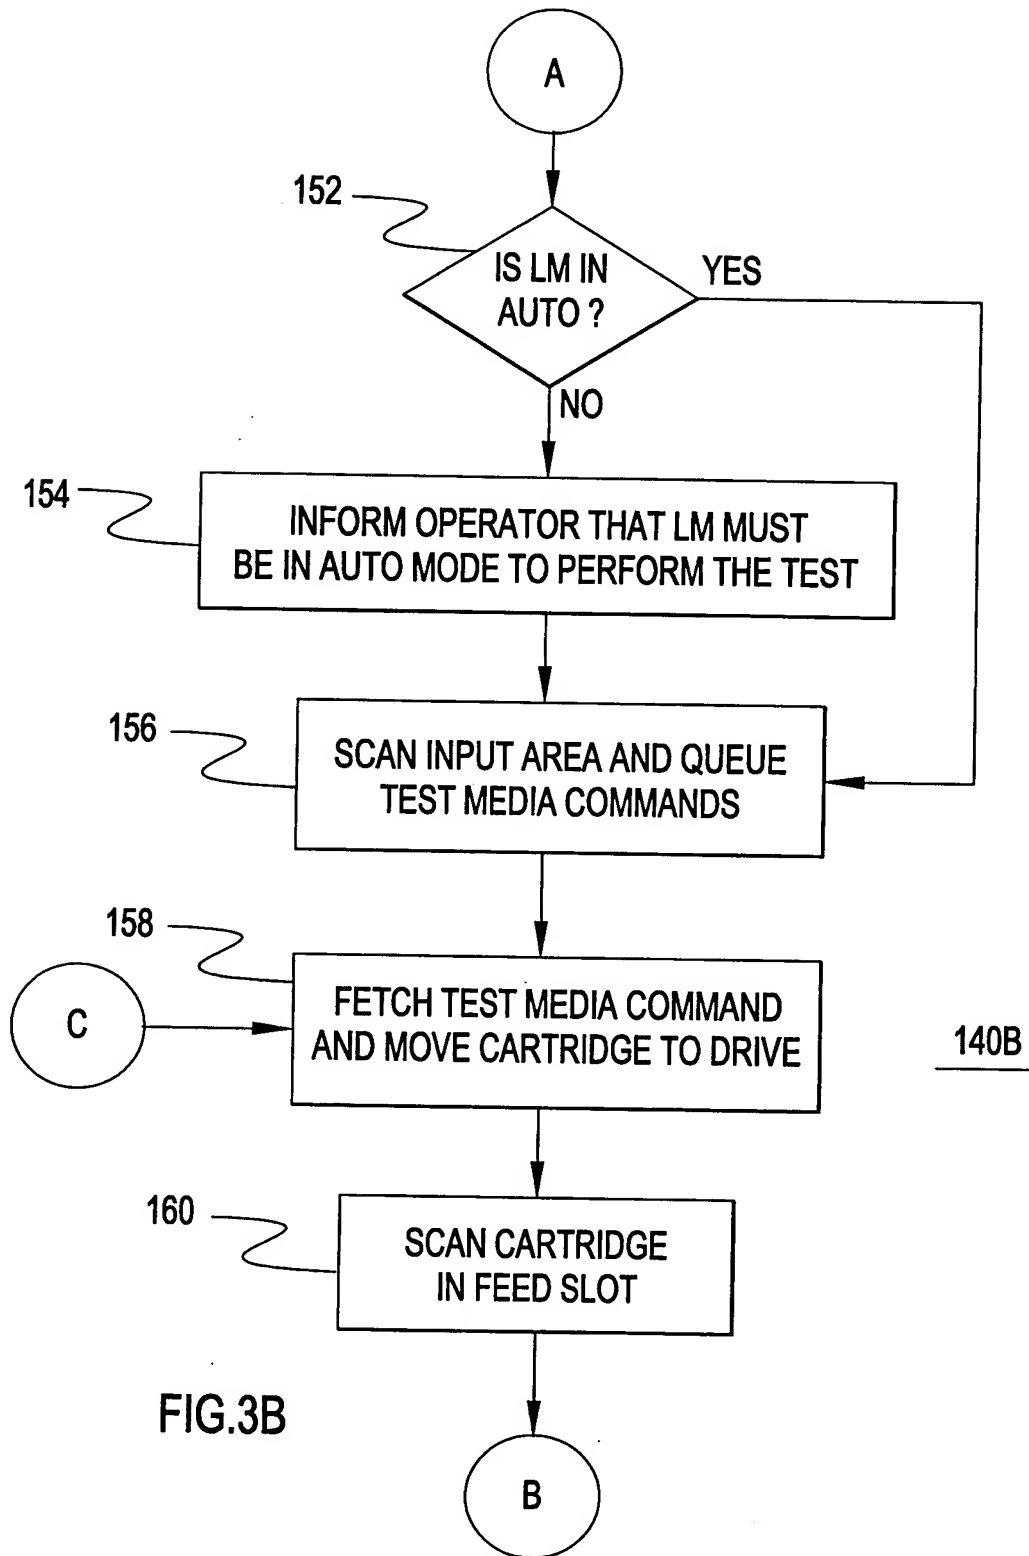 A
152
IS LM IN
AUTO ?
YES
NO
154
INFORM OPERATOR THAT LM MUST
BE IN AUTO MODE TO PERFORM THE TEST
156
SCAN INPUT AREA AND QUEUE
TEST MEDIA COMMANDS
158
C
FETCH TEST MEDIA COMMAND
AND MOVE CARTRIDGE TO DRIVE
140B
160
SCAN CARTRIDGE
IN FEED SLOT
FIG.3B
B